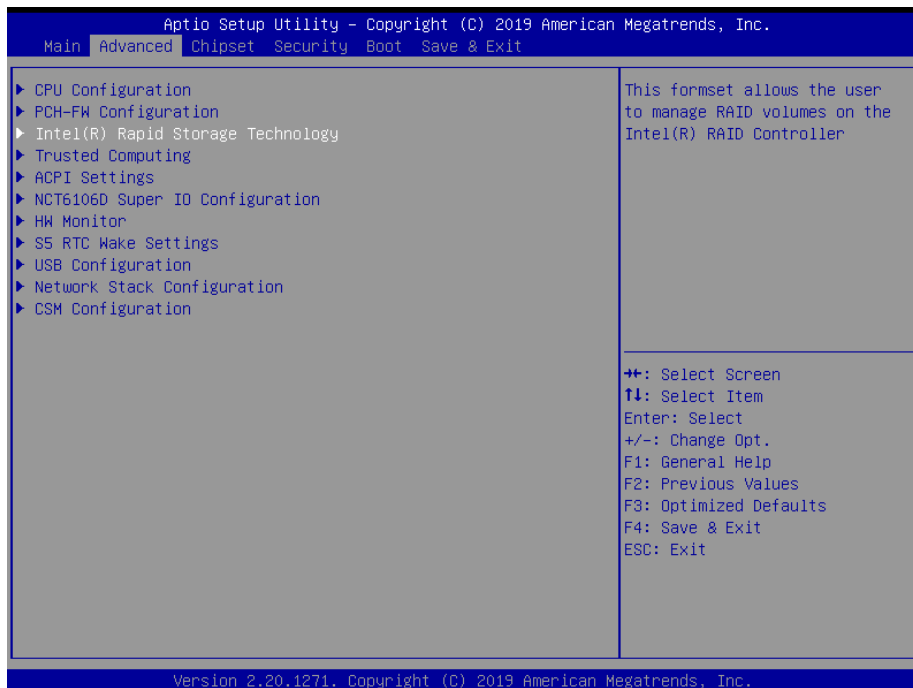 Aptio Setup Utility – Copyright (C) 2019 American Megatrends, Inc.
Main Advanced Chipset Security Boot Save & Exit
CPU Configuration
PCH-FW Configuration
Intel(R) Rapid Storage Technology
Trusted Computing
ACPI Settings
NCT6106D Super IO Configuration
HW Monitor
S5 RTC Wake Settings
USB Configuration
Network Stack Configuration
CSM Configuration
This formset allows the user
to manage RAID volumes on the
Intel(R) RAID Controller
→←: Select Screen
↑↓: Select Item
Enter: Select
+/-: Change Opt.
F1: General Help
F2: Previous Values
F3: Optimized Defaults
F4: Save & Exit
ESC: Exit
Version 2.20.1271. Copyright (C) 2019 American Megatrends, Inc.